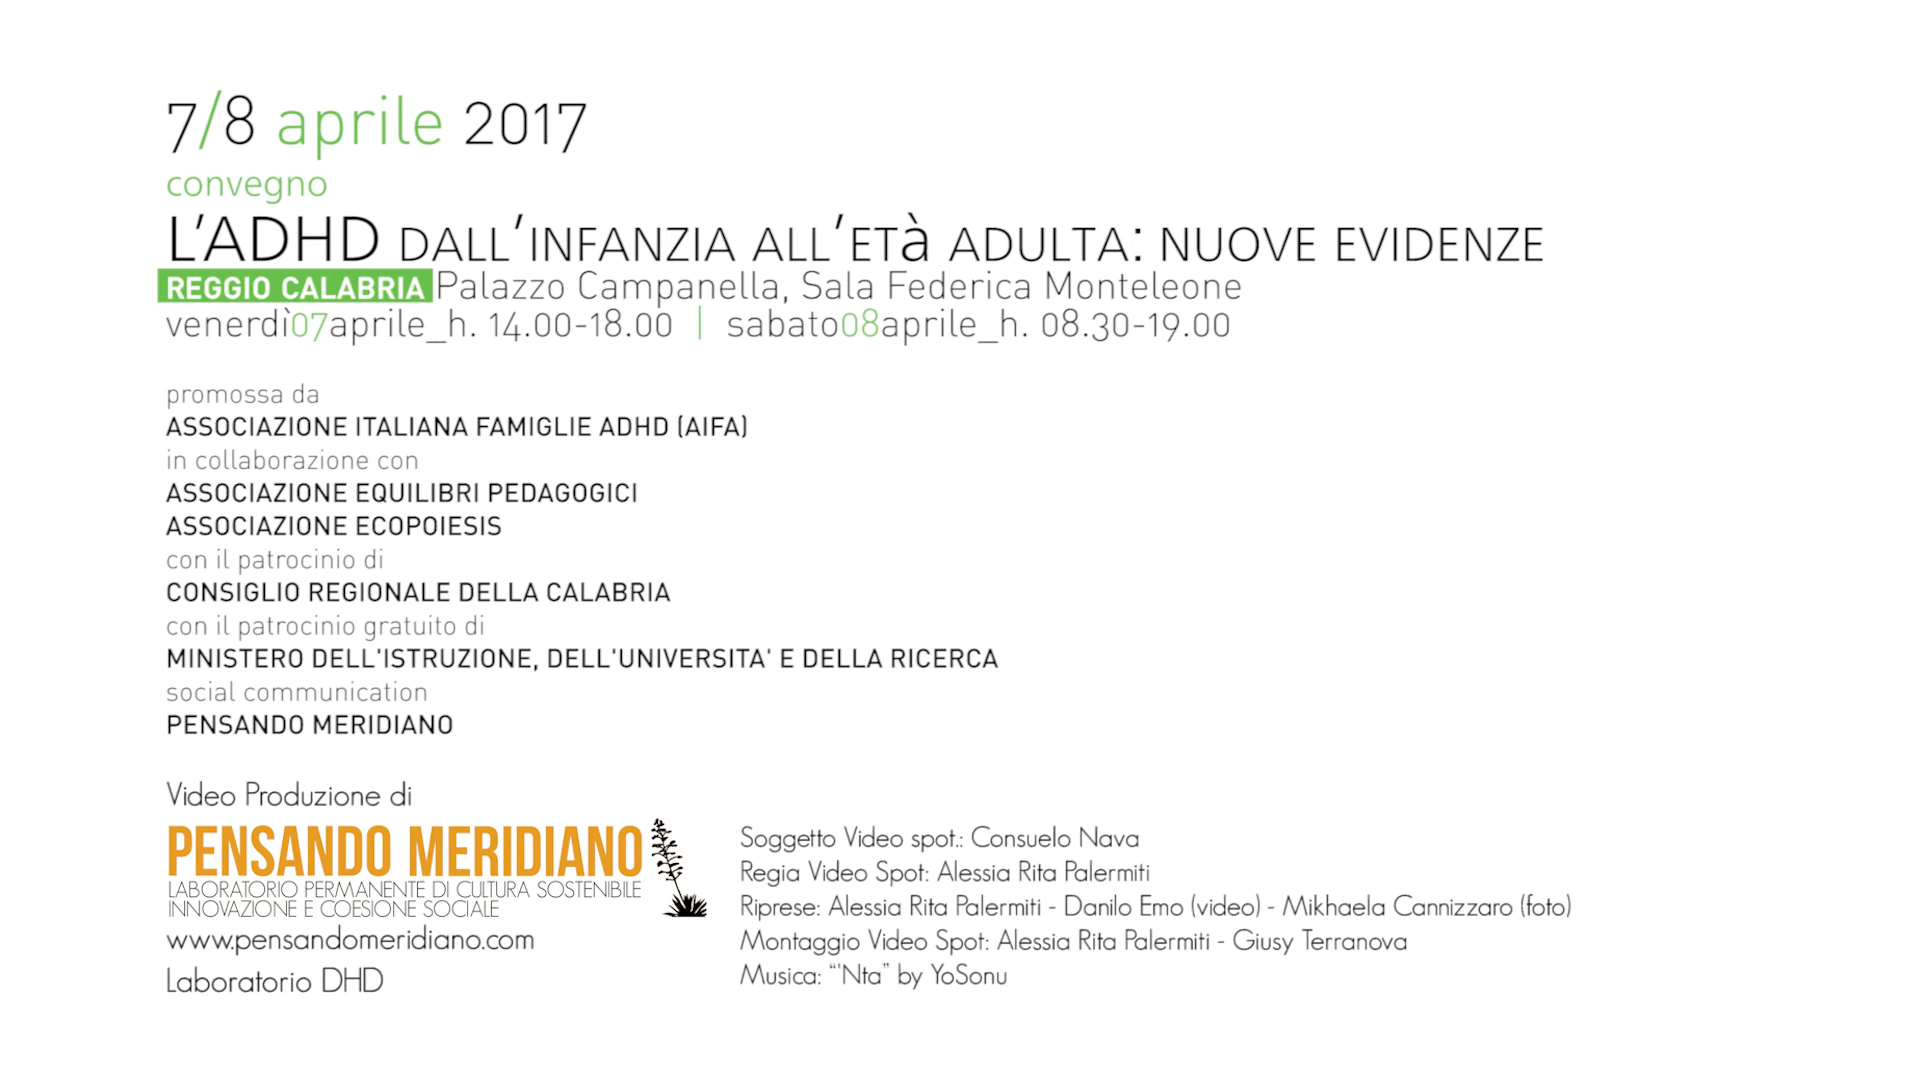 7/8 aprile 2017
convegno
L'ADHD DALL'INFANZIA ALL'ETà ADULTA: NUOVE EVIDENZE
REGGIO CALABRIA Palazzo Campanella, Sala Federica Monteleone
venerdì07aprile_h. 14.00-18.00 | sabato08aprile_h. 08.30-19.00
promossa da
ASSOCIAZIONE ITALIANA FAMIGLIE ADHD (AIFA)
in collaborazione con
ASSOCIAZIONE EQUILIBRI PEDAGOGICI
ASSOCIAZIONE ECOPOIESIS
con il patrocinio di
CONSIGLIO REGIONALE DELLA CALABRIA
con il patrocinio gratuito di
MINISTERO DELL'ISTRUZIONE, DELL'UNIVERSITA' E DELLA RICERCA
social communication
PENSANDO MERIDIANO
Video Produzione di
PENSANDO MERIDIANO
LABORATORIO PERMANENTE DI CULTURA SOSTENIBILE
INNOVAZIONE E COESIONE SOCIALE
www.pensandomeridiano.com
Laboratorio DHD
Soggetto Video spot.: Consuelo Nava
Regia Video Spot: Alessia Rita Palermiti
Riprese: Alessia Rita Palermiti - Danilo Emo (video) - Mikhaela Cannizzaro (foto)
Montaggio Video Spot: Alessia Rita Palermiti - Giusy Terranova
Musica: “'Nta” by YoSonu